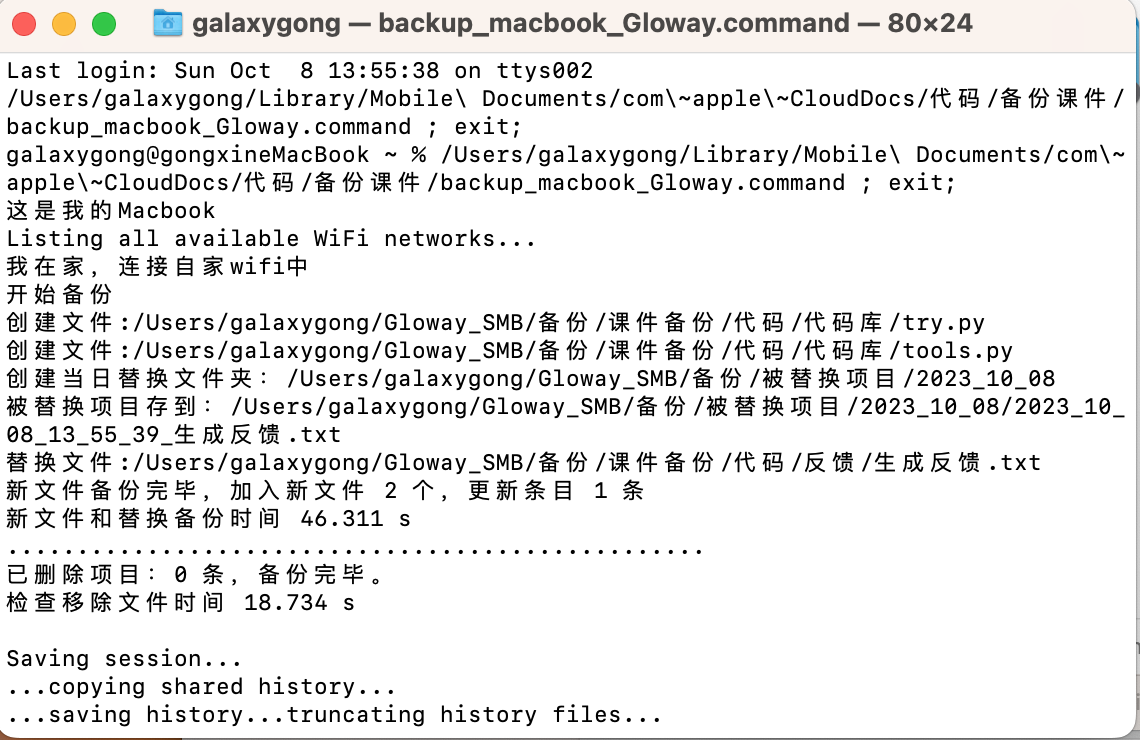 galaxygong — backup_macbook_Gloway.command — 80×24
Last login: Sun Oct  8 13:55:38 on ttys002
/Users/galaxygong/Library/Mobile\ Documents/com\~apple\~CloudDocs/代码/备份课件/
backup_macbook_Gloway.command ; exit;
galaxygong@gongxineMacBook ~ % /Users/galaxygong/Library/Mobile\ Documents/com\~
apple\~CloudDocs/代码/备份课件/backup_macbook_Gloway.command ; exit;
这是我的Macbook
Listing all available WiFi networks...
我在家，连接自家wifi中
开始备份
创建文件:/Users/galaxygong/Gloway_SMB/备份/课件备份/代码/代码库/try.py
创建文件:/Users/galaxygong/Gloway_SMB/备份/课件备份/代码/代码库/tools.py
创建当日替换文件夹： /Users/galaxygong/Gloway_SMB/备份/被替换项目/2023_10_08
被替换项目存到： /Users/galaxygong/Gloway_SMB/备份/被替换项目/2023_10_08/2023_10_
08_13_55_39_生成反馈.txt
替换文件:/Users/galaxygong/Gloway_SMB/备份/课件备份/代码/反馈/生成反馈.txt
新文件备份完毕，加入新文件 2 个，更新条目 1 条
新文件和替换备份时间 46.311 s
..................................................
已删除项目：0 条，备份完毕。
检查移除文件时间 18.734 s
Saving session...
...copying shared history...
...saving history...truncating history files...